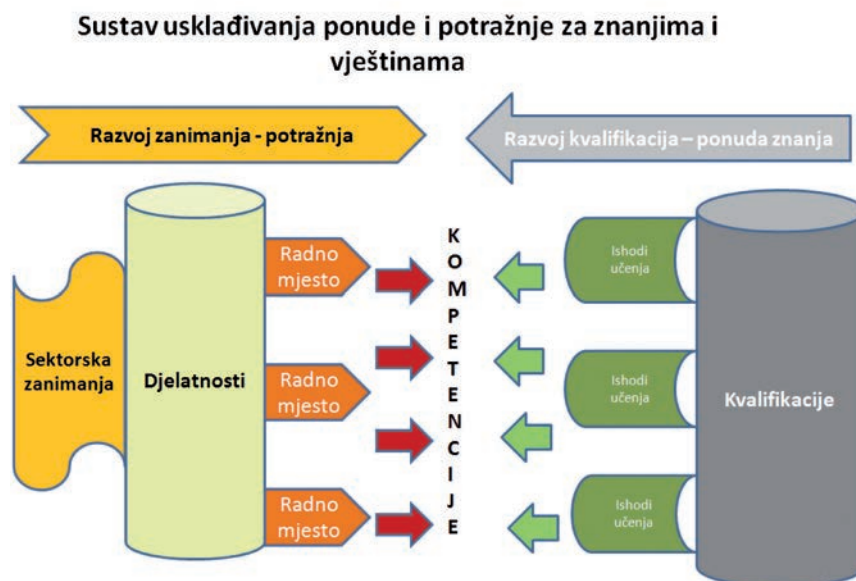 Sustav usklađivanja ponude i potražnje za znanjima i
vještinama
Razvoj zanimanja - potražnja
Razvoj kvalifikacija – ponuda znanja
Sektorska
zanimanja
Djelatnosti
Radno
mjesto
Radno
mjesto
Radno
mjesto
KOMPETENCIJE
Ishodi
učenja
Ishodi
učenja
Ishodi
učenja
Kvalifikacije